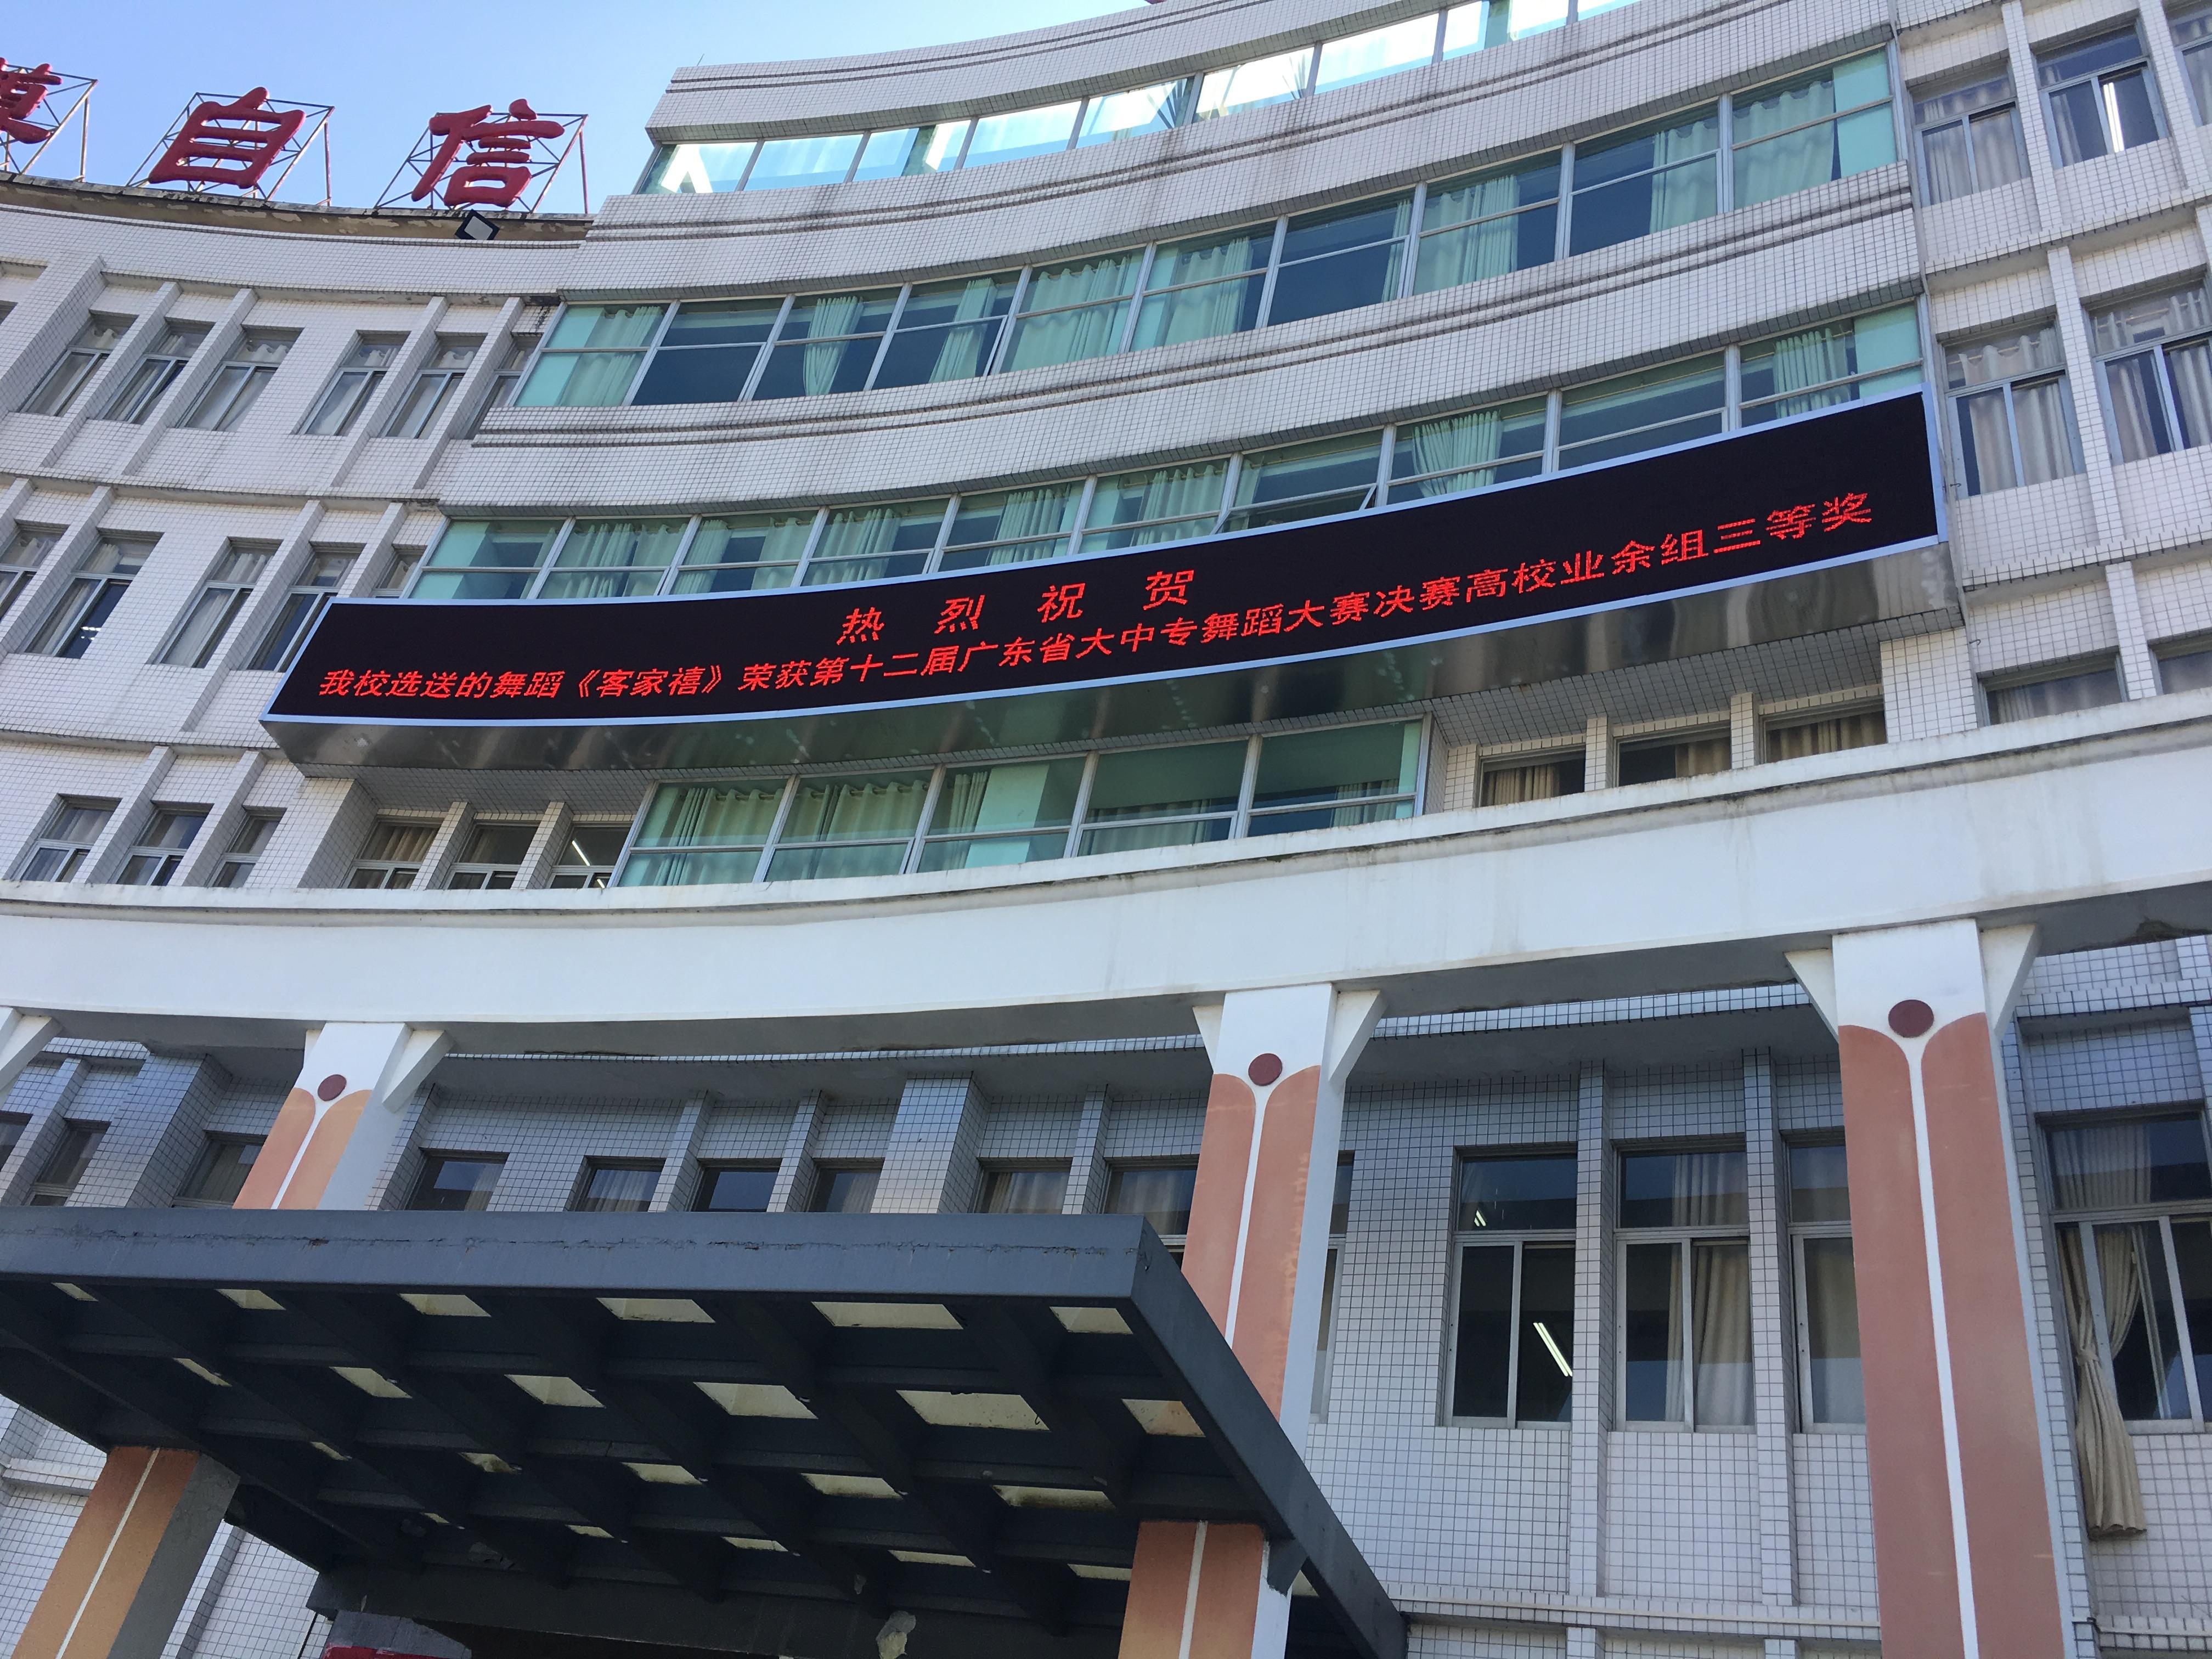 自信
热烈祝贺
我校选送的舞蹈《客家禧》荣获第十二届广东省大中专舞蹈大赛决赛高校业余组三等奖